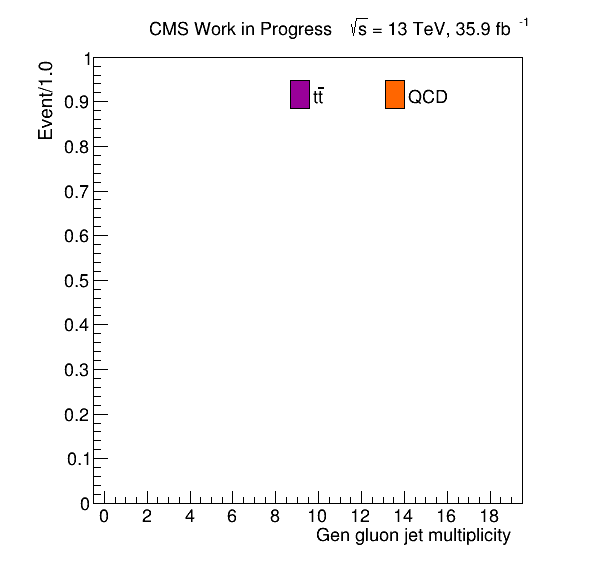 CMS Work in Progress √s = 13 TeV, 35.9 fb⁻¹
Event/1.0
tt̄ QCD
1
0.9
0.8
0.7
0.6
0.5
0.4
0.3
0.2
0.1
0
0 2 4 6 8 10 12 14 16 18
Gen gluon jet multiplicity